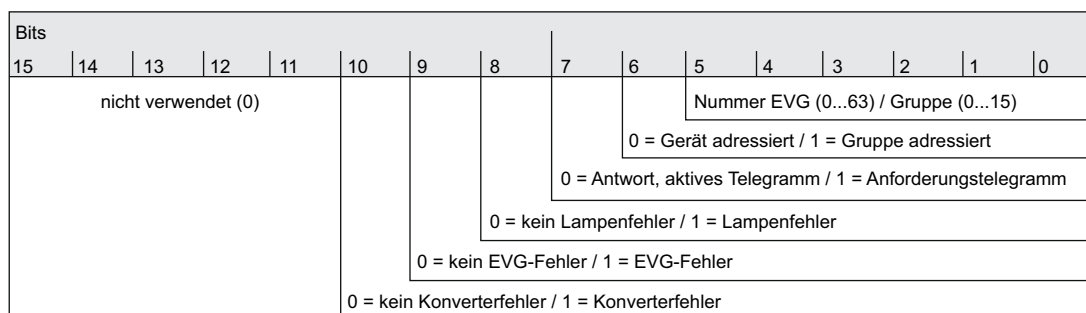 Bits
15 14 13 12 11 10 9 8 7 6 5 4 3 2 1 0
nicht verwendet (0)
Nummer EVG (0...63) / Gruppe (0...15)
0 = Gerät adressiert / 1 = Gruppe adressiert
0 = Antwort, aktives Telegramm / 1 = Anforderungstelegramm
0 = kein Lampenfehler / 1 = Lampenfehler
0 = kein EVG-Fehler / 1 = EVG-Fehler
0 = kein Konverterfehler / 1 = Konverterfehler